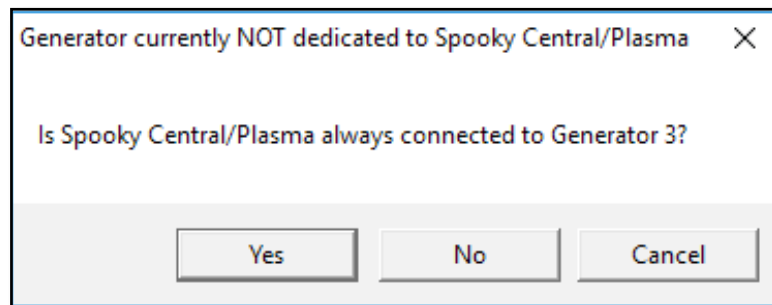 Generator currently NOT dedicated to Spooky Central/Plasma
Is Spooky Central/Plasma always connected to Generator 3?
Yes No Cancel